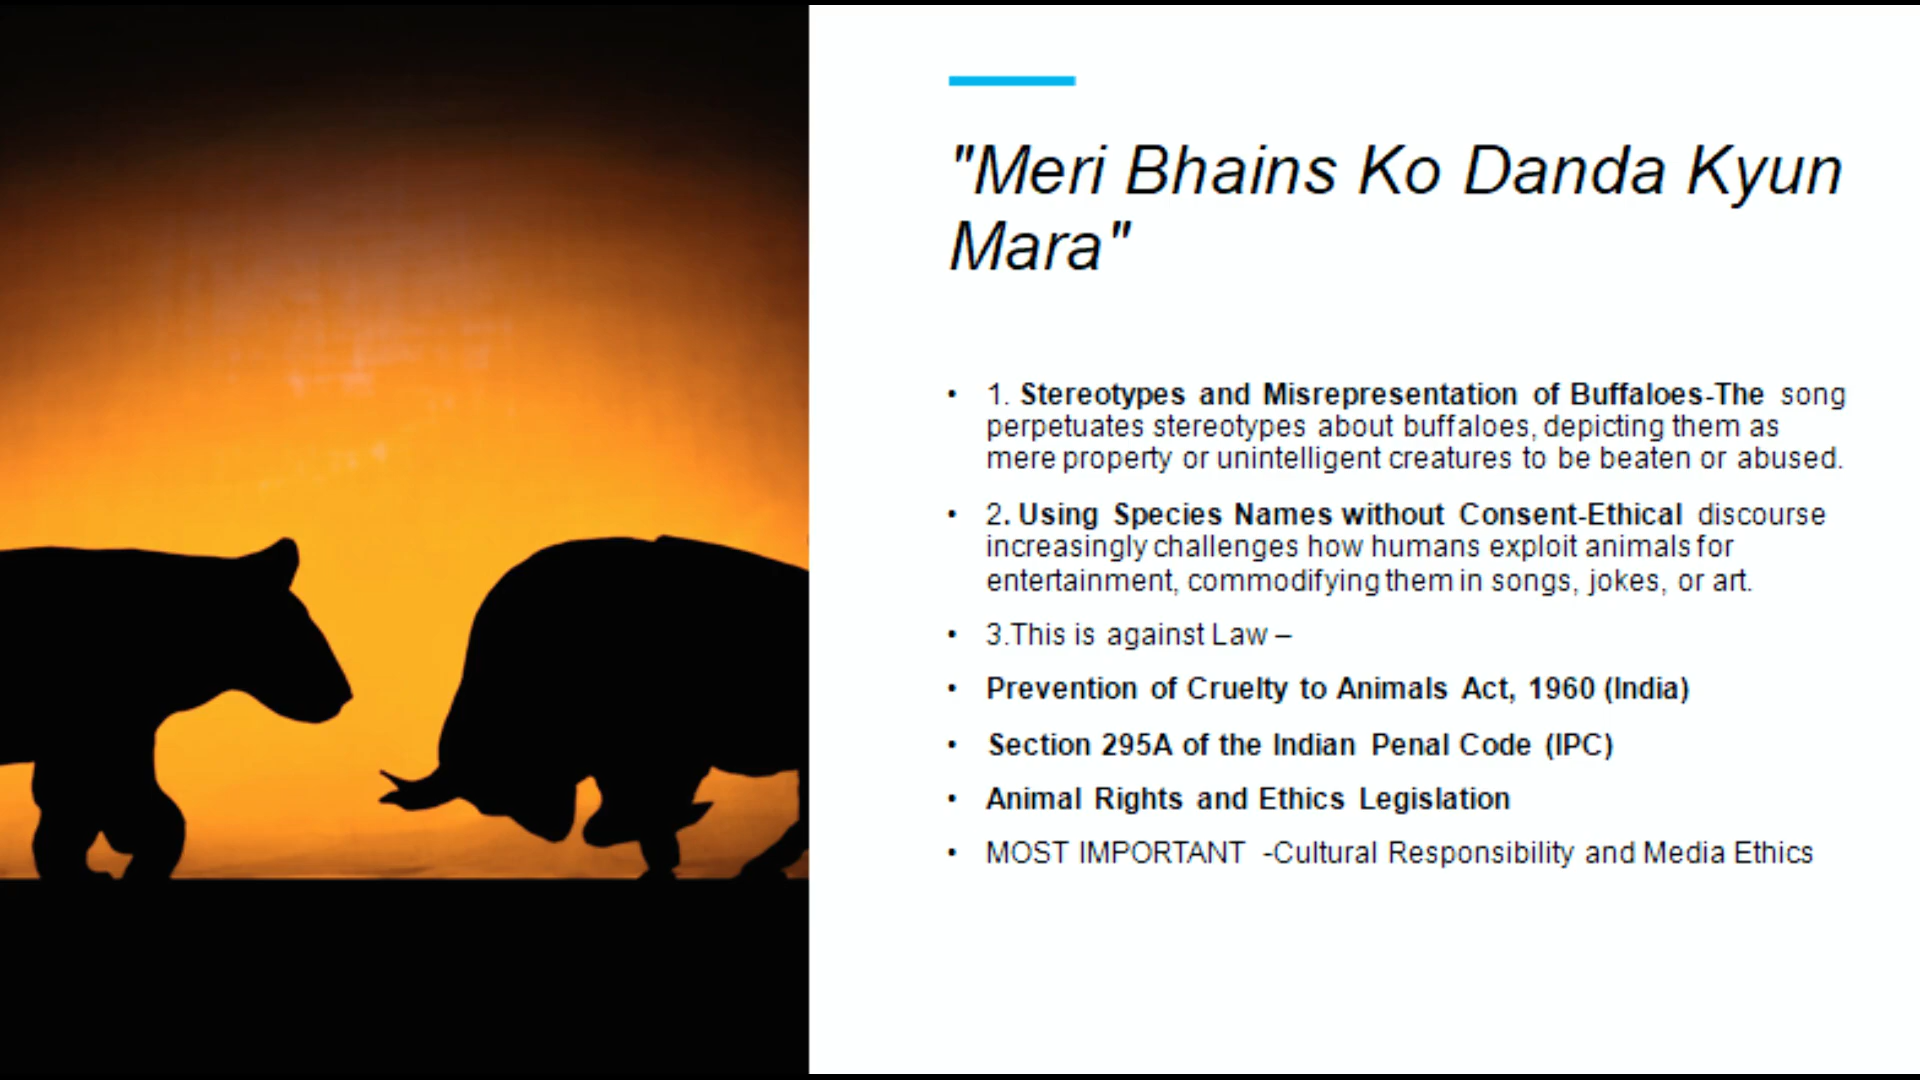 "Meri Bhains Ko Danda Kyun
Mara"
• 1. Stereotypes and Misrepresentation of Buffaloes-The song
perpetuates stereotypes about buffaloes, depicting them as
mere property or unintelligent creatures to be beaten or abused.
• 2. Using Species Names without Consent-Ethical discourse
increasingly challenges how humans exploit animals for
entertainment, commodifying them in songs, jokes, or art.
• 3.This is against Law –
• Prevention of Cruelty to Animals Act, 1960 (India)
• Section 295A of the Indian Penal Code (IPC)
• Animal Rights and Ethics Legislation
• MOST IMPORTANT -Cultural Responsibility and Media Ethics